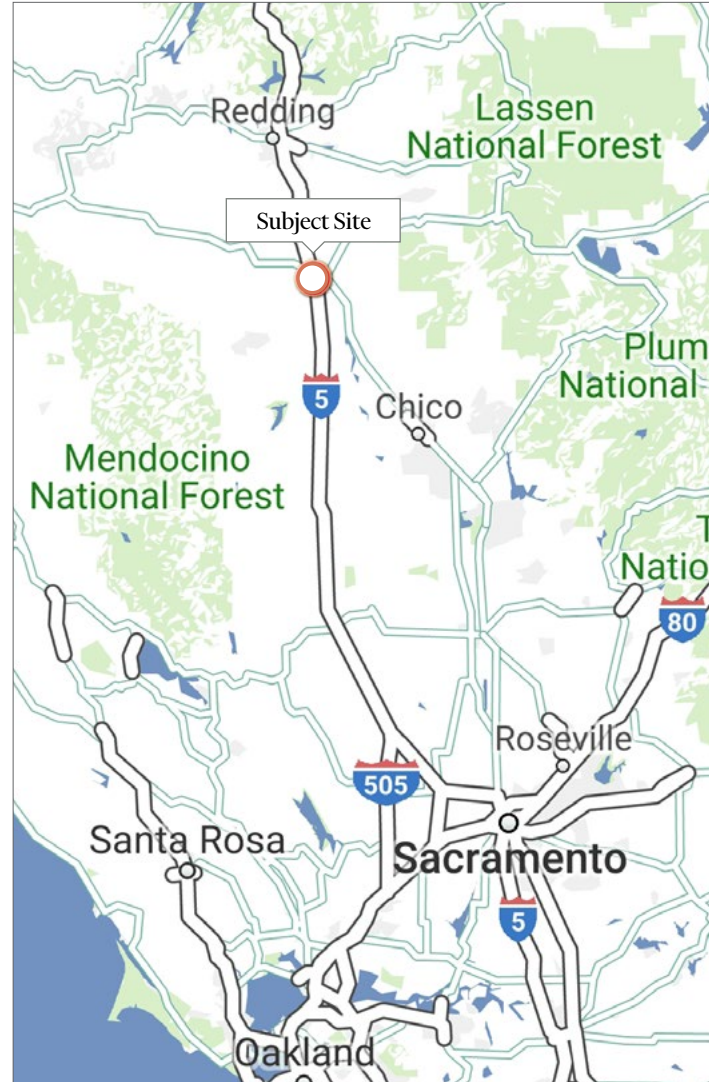 Redding
Lassen
National Forest
Subject Site
Plum
National
5
Chico
Mendocino
National Forest
T
Natio
80
Roseville
505
Santa Rosa
Sacramento
5
Oakland